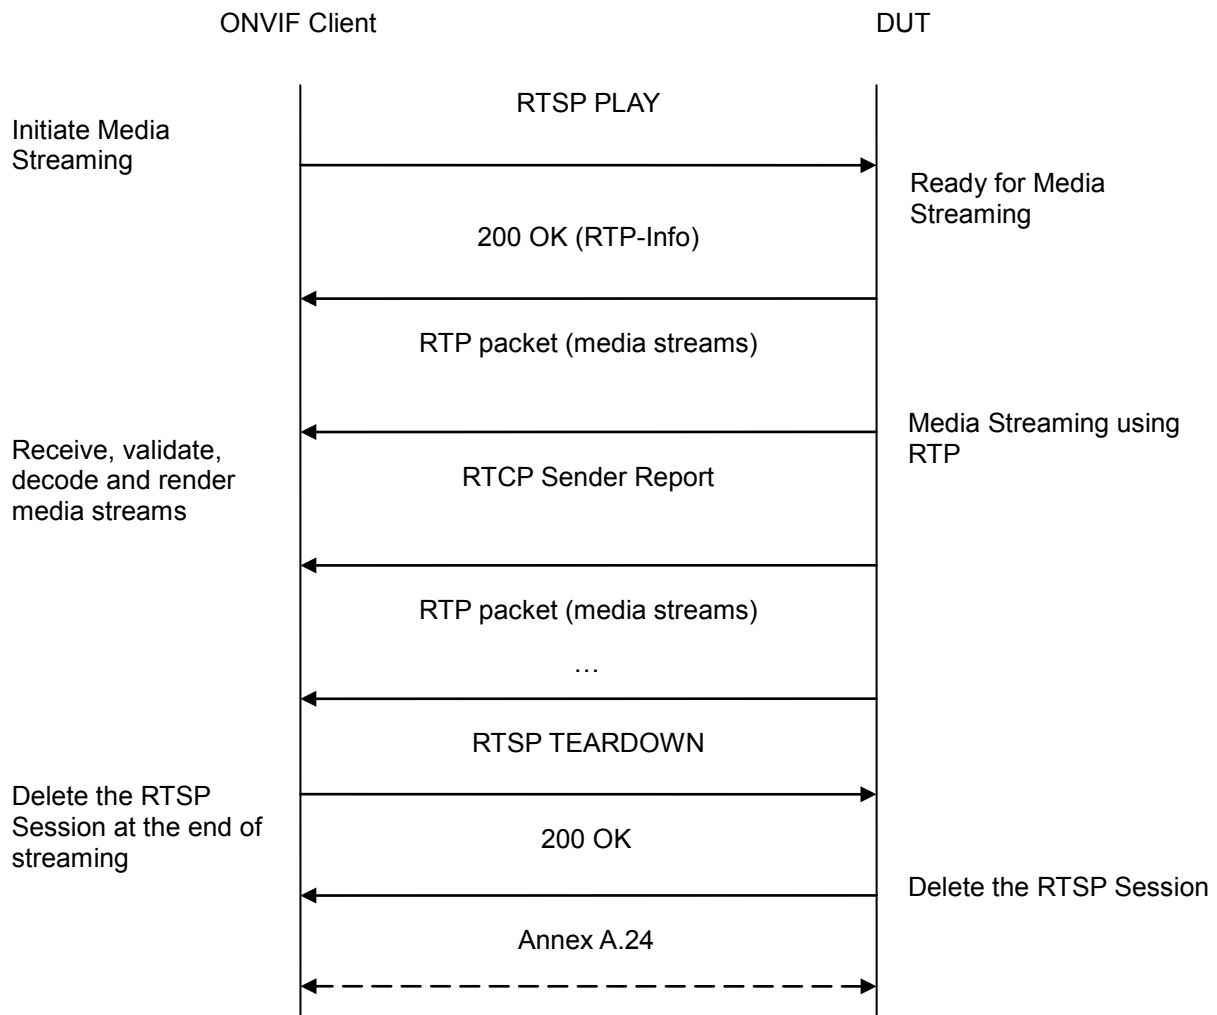 ONVIF Client
DUT
RTSP PLAY
Initiate Media
Streaming
Ready for Media
Streaming
200 OK (RTP-Info)
RTP packet (media streams)
Media Streaming using
RTP
Receive, validate,
decode and render
media streams
RTCP Sender Report
RTP packet (media streams)
…
RTSP TEARDOWN
Delete the RTSP
Session at the end of
streaming
200 OK
Delete the RTSP Session
Annex A.24